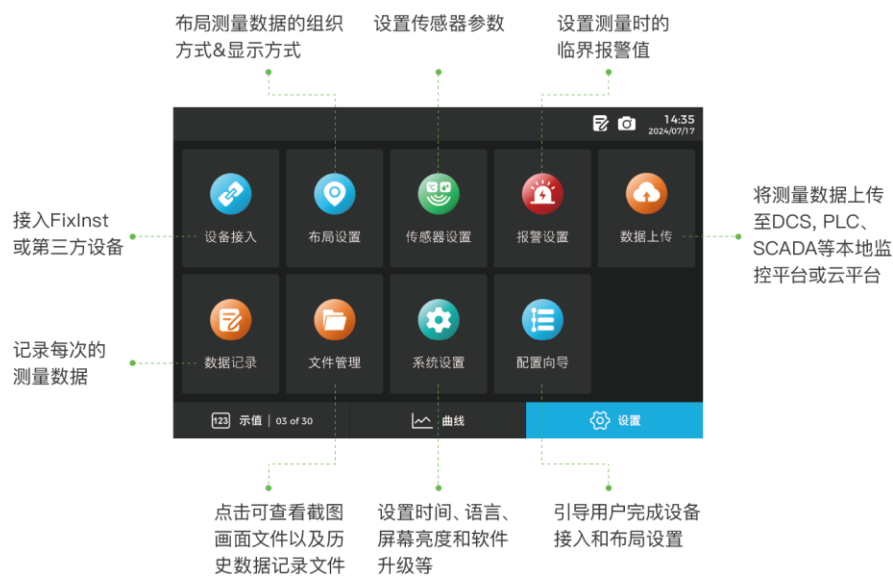 布局测量数据的组织
方式&显示方式
设置传感器参数
设置测量时的
临界报警值
14:35
2024/07/17
接入FixInst
或第三方设备
设备接入
布局设置
传感器设置
报警设置
数据上传
将测量数据上传
至DCS, PLC、
SCADA等本地监
控平台或云平台
记录每次的
测量数据
数据记录
文件管理
系统设置
配置向导
123 示值 | 03 of 30
曲线
设置
点击可查看截图
画面文件以及历
史数据记录文件
设置时间、语言、
屏幕亮度和软件
升级等
引导用户完成设备
接入和布局设置